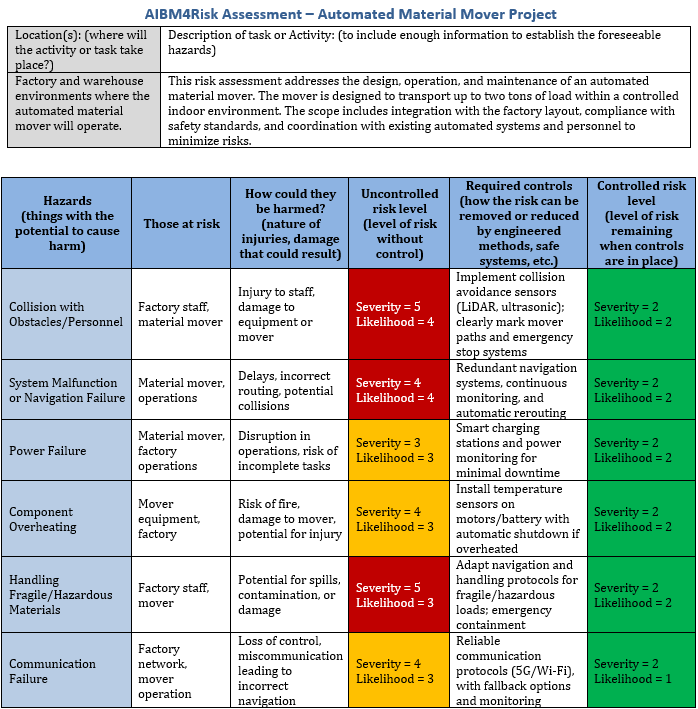 AIBM4Risk Assessment – Automated Material Mover Project
Location(s): (where will
the activity or task take
place?)
Description of task or Activity: (to include enough information to establish the foreseeable
hazards)
Factory and warehouse
environments where the
automated material
mover will operate.
This risk assessment addresses the design, operation, and maintenance of an automated
material mover. The mover is designed to transport up to two tons of load within a controlled
indoor environment. The scope includes integration with the factory layout, compliance with
safety standards, and coordination with existing automated systems and personnel to
minimize risks.
Hazards
(things with the
potential to cause
harm)
Those at risk
How could they
be harmed?
(nature of
injuries, damage
that could result)
Uncontrolled
risk level
(level of risk
without
control)
Required controls
(how the risk can be
removed or reduced
by engineered
methods, safe
systems, etc.)
Controlled risk
level
(level of risk
remaining
when controls
are in place)
Collision with
Obstacles/Personnel
Factory staff,
material mover
Injury to staff,
damage to
equipment or
mover
Severity = 5
Likelihood = 4
Implement collision
avoidance sensors
(LiDAR, ultrasonic);
clearly mark mover
paths and emergency
stop systems
Severity = 2
Likelihood = 2
System Malfunction
or Navigation Failure
Material mover,
operations
Delays, incorrect
routing, potential
collisions
Severity = 4
Likelihood = 4
Redundant navigation
systems, continuous
monitoring, and
automatic rerouting
Severity = 2
Likelihood = 2
Power Failure
Material mover,
factory
operations
Disruption in
operations, risk of
incomplete tasks
Severity = 3
Likelihood = 3
Smart charging
stations and power
monitoring for
minimal downtime
Severity = 2
Likelihood = 2
Component
Overheating
Mover
equipment,
factory
Risk of fire,
damage to mover,
potential for injury
Severity = 4
Likelihood = 3
Install temperature
sensors on
motors/battery with
automatic shutdown if
overheated
Severity = 2
Likelihood = 2
Handling
Fragile/Hazardous
Materials
Factory staff,
mover
Potential for spills,
contamination, or
damage
Severity = 5
Likelihood = 3
Adapt navigation and
handling protocols for
fragile/hazardous
loads; emergency
containment
Severity = 2
Likelihood = 2
Communication
Failure
Factory
network,
mover
operation
Loss of control,
miscommunication
leading to
incorrect
navigation
Severity = 4
Likelihood = 3
Reliable
communication
protocols (5G/Wi-Fi),
with fallback options
and monitoring
Severity = 2
Likelihood = 1